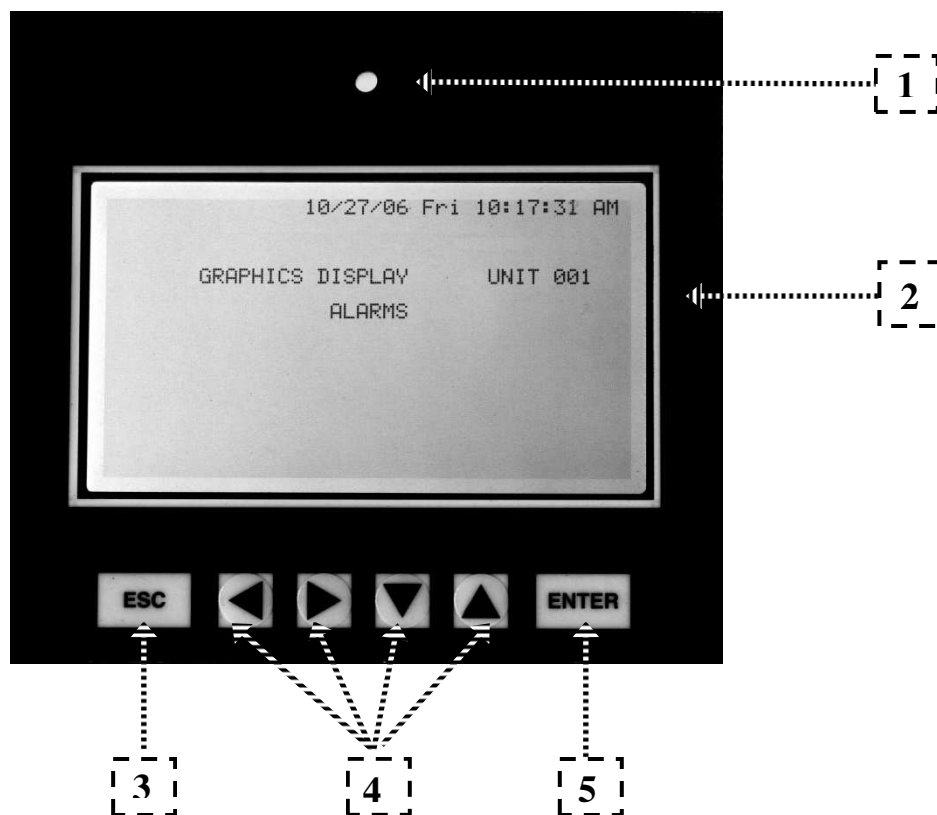 1
10/27/06 Fri 10:17:31 AM
GRAPHICS DISPLAY UNIT 001
ALARMS
2
ESC ENTER
3 4 5